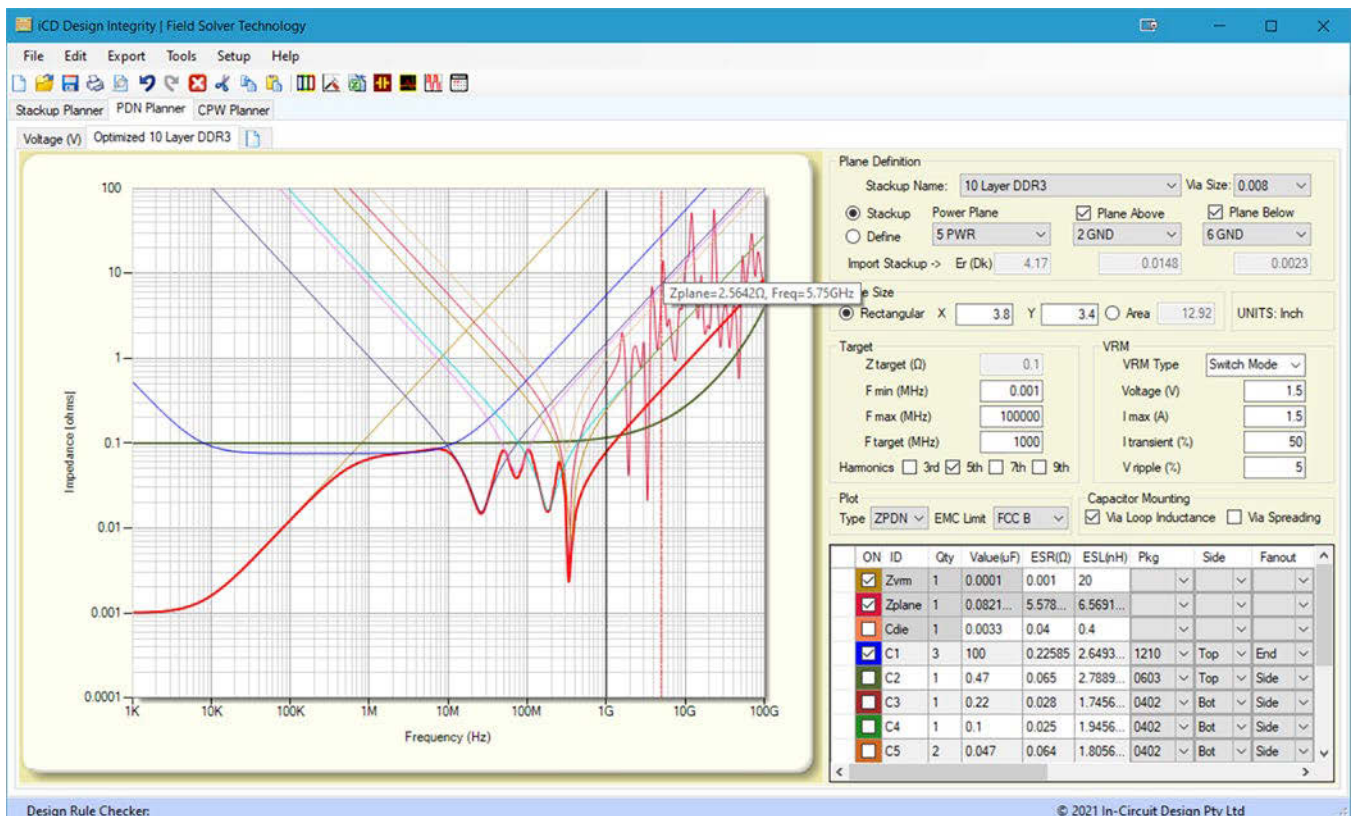 iCD Design Integrity | Field Solver Technology
File Edit Export Tools Setup Help
Stackup Planner PDN Planner CPW Planner
Voltage (V) Optimized 10 Layer DDR3
100
10
1
0.1
0.01
0.001
0.0001
Impedance [ohms]
1K 10K 100K 1M 10M 100M 1G 10G 100G
Frequency (Hz)
Zplane=2.5642Ω, Freq=5.75GHz
Plane Definition
Stackup Name: 10 Layer DDR3 Via Size: 0.008
Stackup Power Plane Plane Above Plane Below
Define 5 PWR 2 GND 6 GND
Import Stackup -> Er (Dk) 4.17 0.0148 0.0023
Size
Rectangular X 3.8 Y 3.4 Area 12.92 UNITS: Inch
Target
Z target (Ω) 0.1
F min (MHz) 0.001
F max (MHz) 100000
F target (MHz) 1000
Harmonics 3rd 5th 7th 9th
VRM
VRM Type Switch Mode
Voltage (V) 1.5
I max (A) 1.5
I transient (%) 50
V ripple (%) 5
Plot
Type ZPDN EMC Limit FCC B
Capacitor Mounting
Via Loop Inductance Via Spreading
ON ID Qty Value(uF) ESR(Ω) ESL(nH) Pkg Side Fanout
Zvrm 1 0.0001 0.001 20
Zplane 1 0.0821... 5.578... 6.5691...
Cdie 1 0.0033 0.04 0.4
C1 3 100 0.22585 2.6493... 1210 Top End
C2 1 0.47 0.065 2.7889... 0603 Top Side
C3 1 0.22 0.028 1.7456... 0402 Bot Side
C4 1 0.1 0.025 1.9456... 0402 Bot Side
C5 2 0.047 0.064 1.8056... 0402 Bot Side
Design Rule Checker:
© 2021 In-Circuit Design Pty Ltd